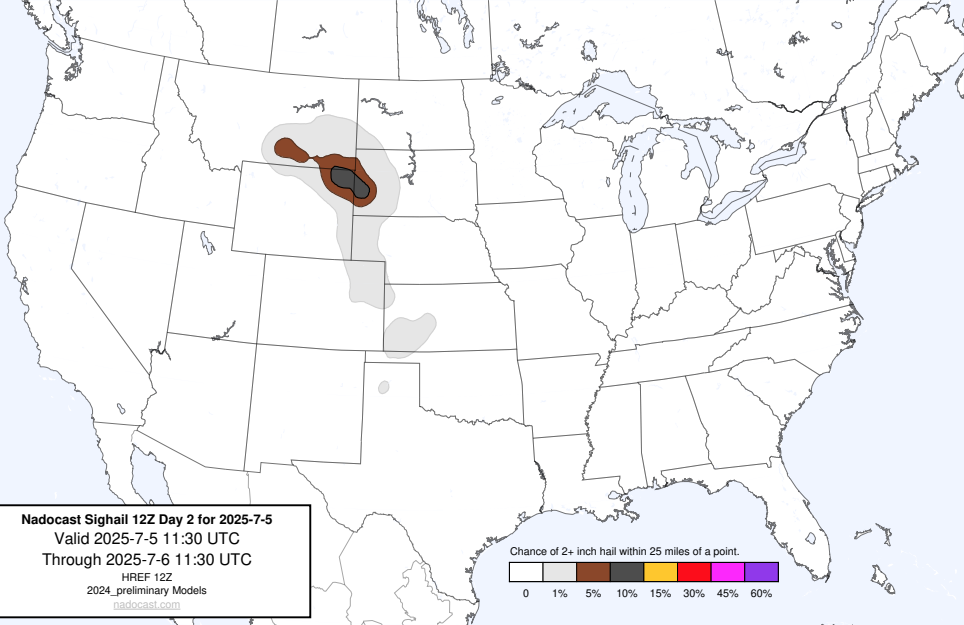 Nadocast Sighail 12Z Day 2 for 2025-7-5
Valid 2025-7-5 11:30 UTC
Through 2025-7-6 11:30 UTC
HREF 12Z
2024_preliminary Models
nadocast.com
Chance of 2+ inch hail within 25 miles of a point.
0 1% 5% 10% 15% 30% 45% 60%